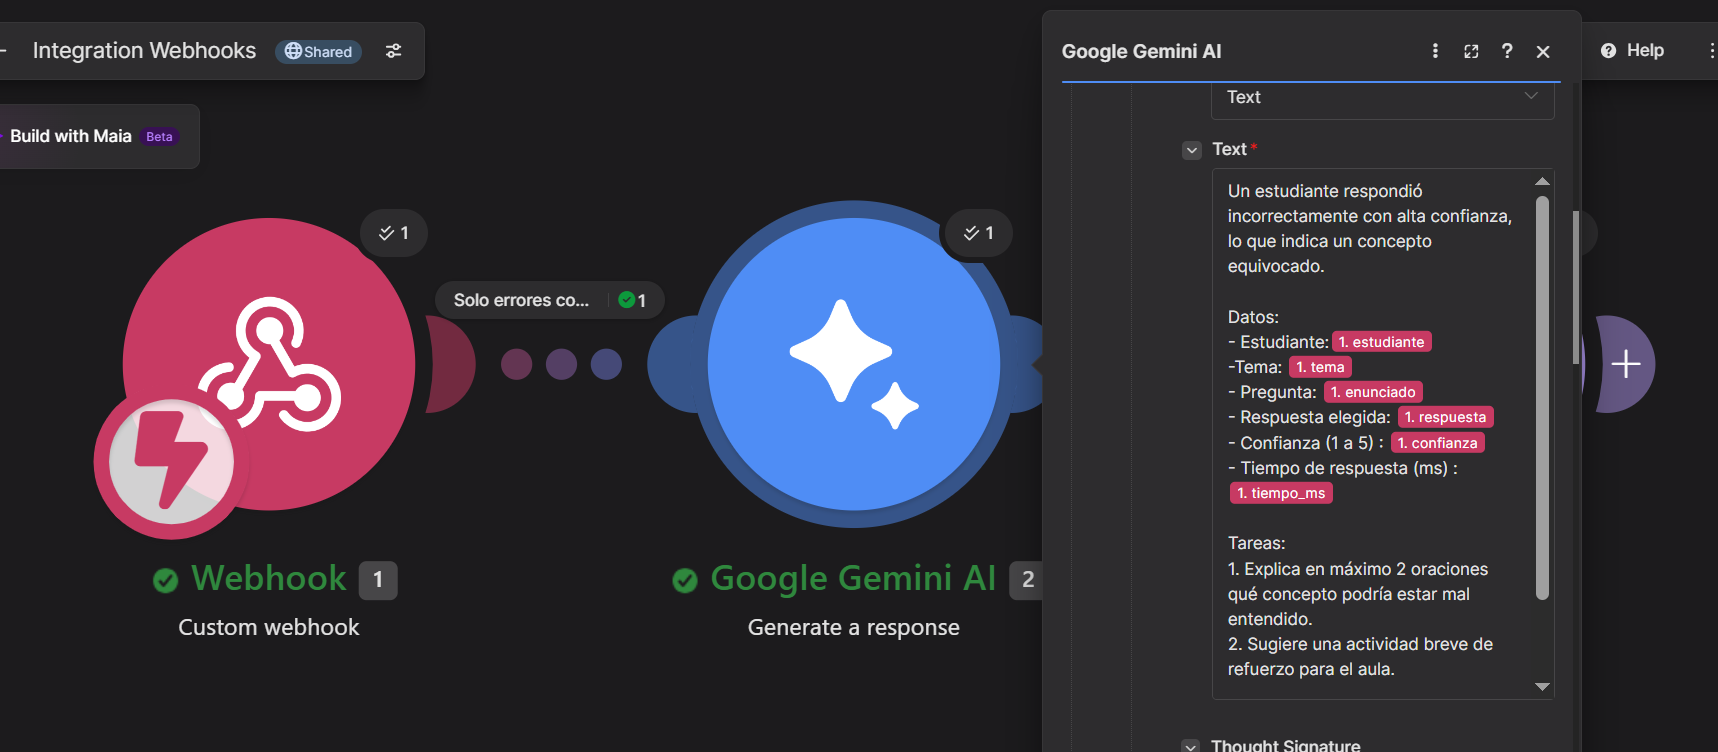 Integration Webhooks
Shared
Build with Maia
Beta
1
Solo errores co...
1
1
Webhook
1
Custom webhook
Google Gemini AI
2
Generate a response
Google Gemini AI
?
Help
Text
Text*
Un estudiante respondió
incorrectamente con alta confianza,
lo que indica un concepto
equivocado.
Datos:
- Estudiante: 1. estudiante
-Tema: 1. tema
- Pregunta: 1. enunciado
- Respuesta elegida: 1. respuesta
- Confianza (1 a 5) : 1. confianza
- Tiempo de respuesta (ms) :
1. tiempo_ms
Tareas:
1. Explica en máximo 2 oraciones
qué concepto podría estar mal
entendido.
2. Sugiere una actividad breve de
refuerzo para el aula.
Thought Signature